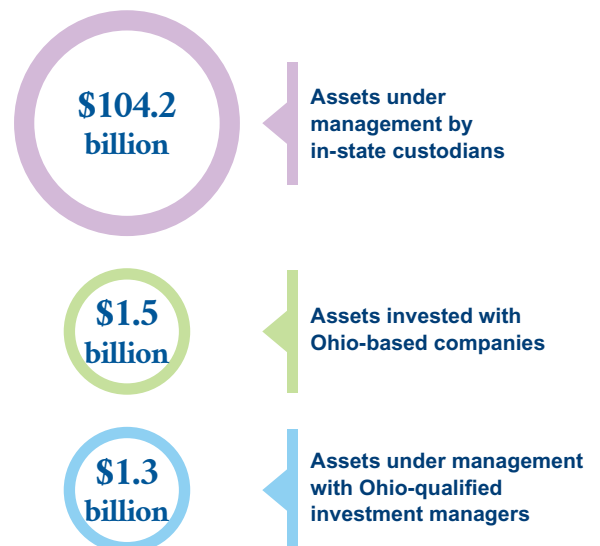 $104.2
billion
Assets under
management by
in-state custodians
$1.5
billion
Assets invested with
Ohio-based companies
$1.3
billion
Assets under management
with Ohio-qualified
investment managers